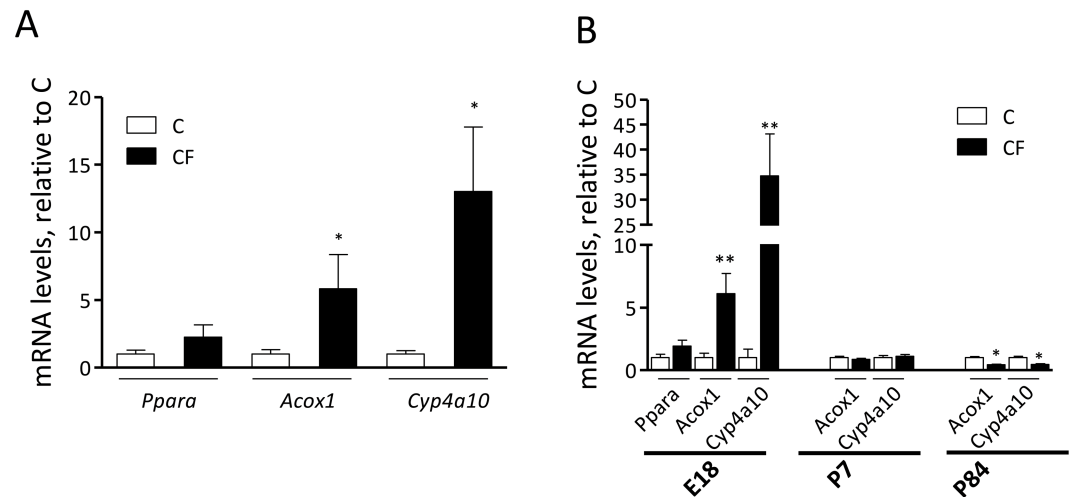 A
mRNA levels, relative to C
20
15
10
5
0
C
CF
*
*
Ppara
Acox1
Cyp4a10
B
mRNA levels, relative to C
50
45
40
35
30
25
10
5
0
C
CF
**
**
*
*
Ppara
Acox1
Cyp4a10
Acox1
Cyp4a10
Acox1
Cyp4a10
E18
P7
P84